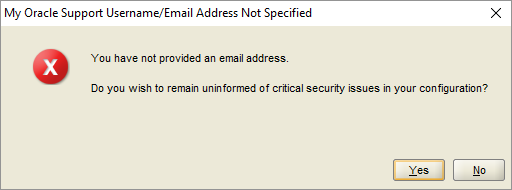 My Oracle Support Username/Email Address Not Specified
You have not provided an email address.
Do you wish to remain uninformed of critical security issues in your configuration?
Yes No